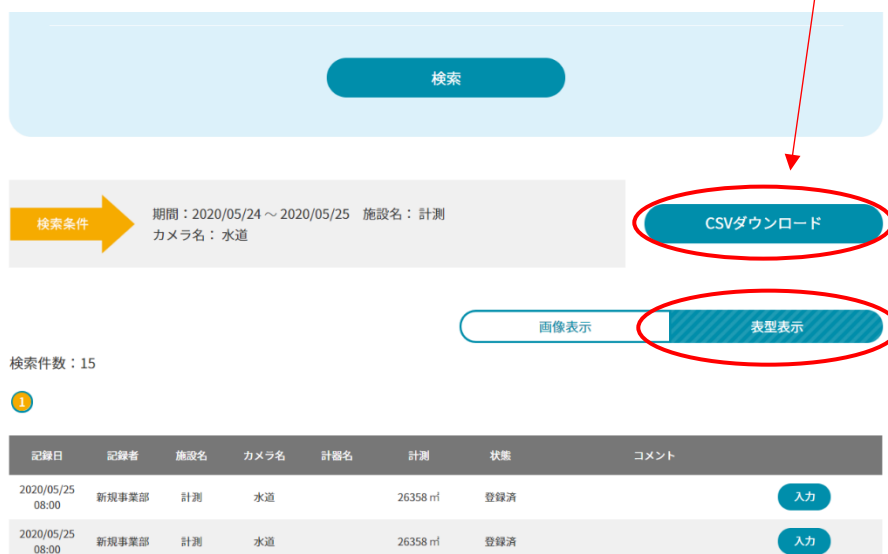 検索
検索条件
期間：2020/05/24 ～ 2020/05/25　施設名： 計測
カメラ名： 水道
CSVダウンロード
画像表示 表型表示
検索件数：15
1
記録日 記録者 施設名 カメラ名 計器名 計測 状態 コメント
2020/05/25 08:00 新規事業部 計測 水道 26358㎥ 登録済 入力
2020/05/25 08:00 新規事業部 計測 水道 26358㎥ 登録済 入力